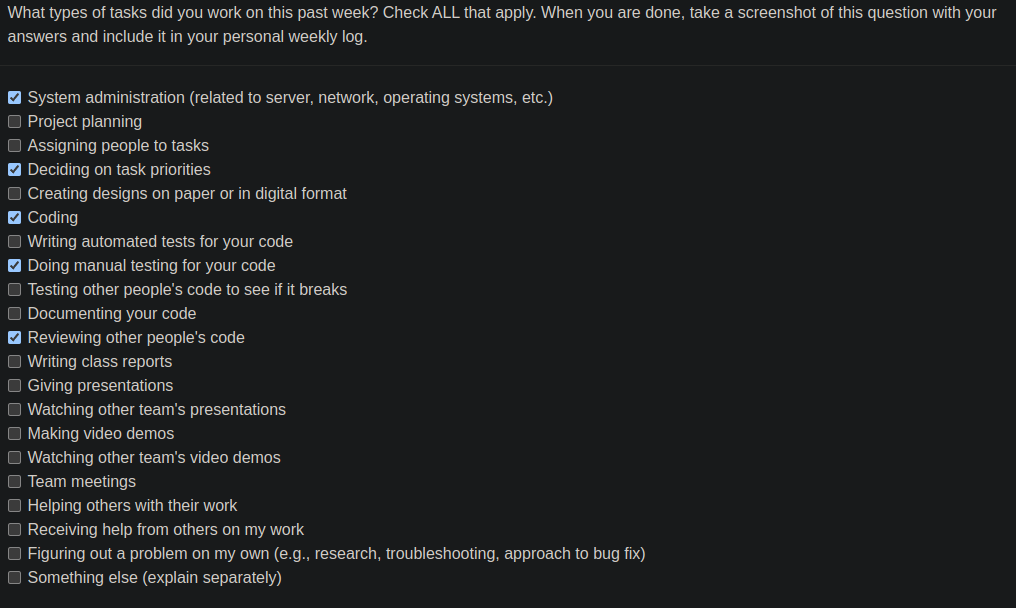 What types of tasks did you work on this past week? Check ALL that apply. When you are done, take a screenshot of this question with your
answers and include it in your personal weekly log.
System administration (related to server, network, operating systems, etc.)
Project planning
Assigning people to tasks
Deciding on task priorities
Creating designs on paper or in digital format
Coding
Writing automated tests for your code
Doing manual testing for your code
Testing other people's code to see if it breaks
Documenting your code
Reviewing other people's code
Writing class reports
Giving presentations
Watching other team's presentations
Making video demos
Watching other team's video demos
Team meetings
Helping others with their work
Receiving help from others on my work
Figuring out a problem on my own (e.g., research, troubleshooting, approach to bug fix)
Something else (explain separately)